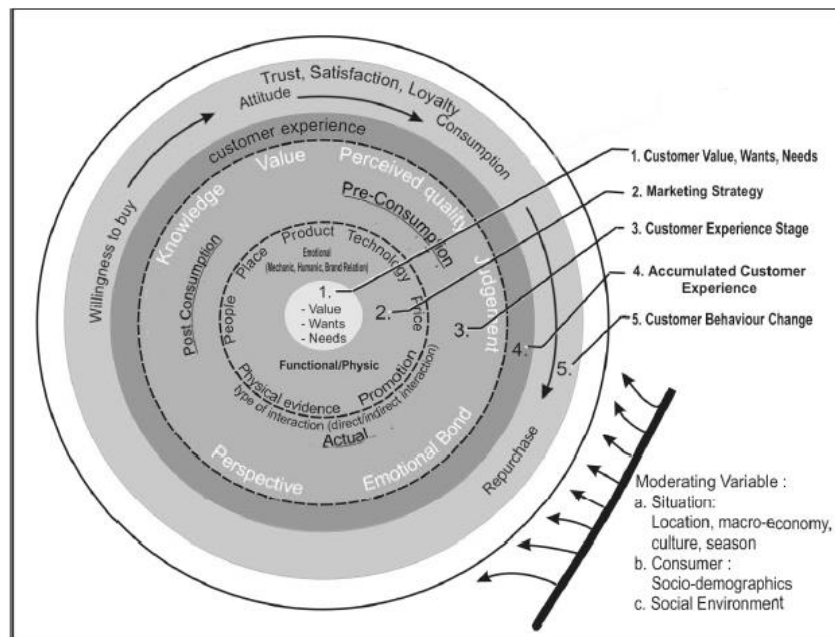 Trust, Satisfaction, Loyalty
Attitude
Consumption
customer experience
Willingness to buy
Knowledge
Value
Perceived quality
Judgement
Pre-Consumption
Post Consumption
People
Place
Product
Technology
Price
Emotional
(Mechanic, Humanic, Brand Relation)
1.
- Value
- Wants
- Needs
2.
3.
4.
5.
Functional/Physic
Physical evidence
Promotion
type of interaction (direct/indirect interaction)
Actual
Perspective
Emotional Bond
Repurchase
1. Customer Value, Wants, Needs
2. Marketing Strategy
3. Customer Experience Stage
4. Accumulated Customer
Experience
5. Customer Behaviour Change
Moderating Variable :
a. Situation:
Location, macro-economy,
culture, season
b. Consumer :
Socio-demographics
c. Social Environment